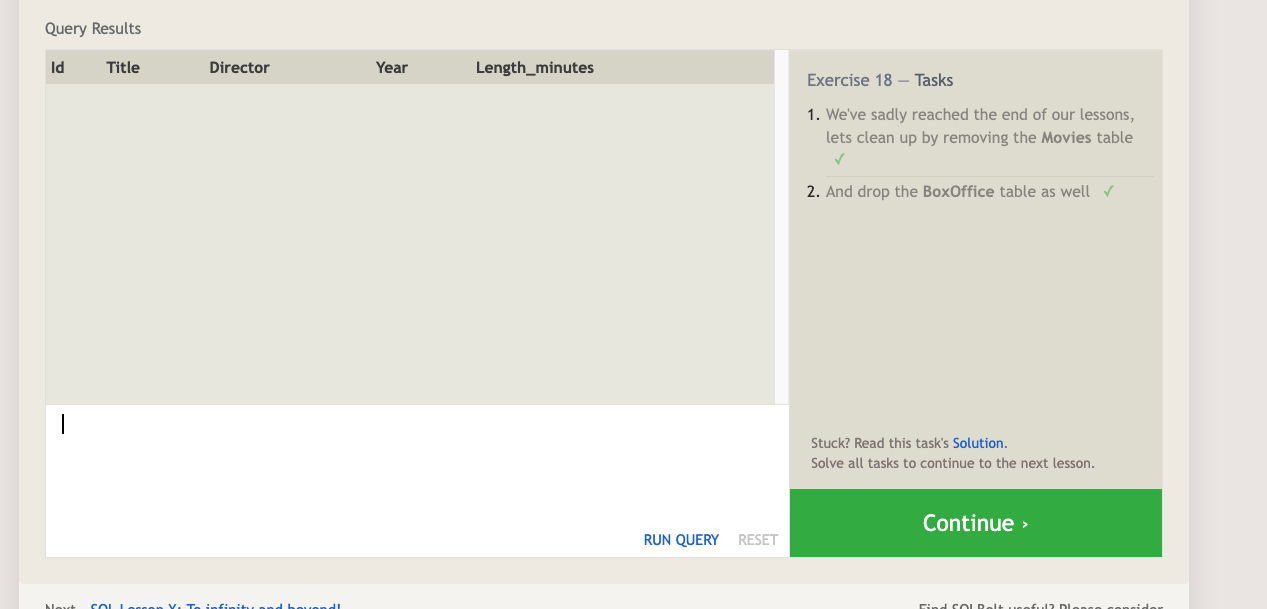 Query Results
Id Title Director Year Length_minutes
Exercise 18 — Tasks
1. We've sadly reached the end of our lessons,
lets clean up by removing the Movies table
✓
2. And drop the BoxOffice table as well ✓
Stuck? Read this task's Solution.
Solve all tasks to continue to the next lesson.
RUN QUERY RESET
Continue ›
Next – SQL Lesson X: To infinity and beyond!
Find SQLBolt useful? Please consider